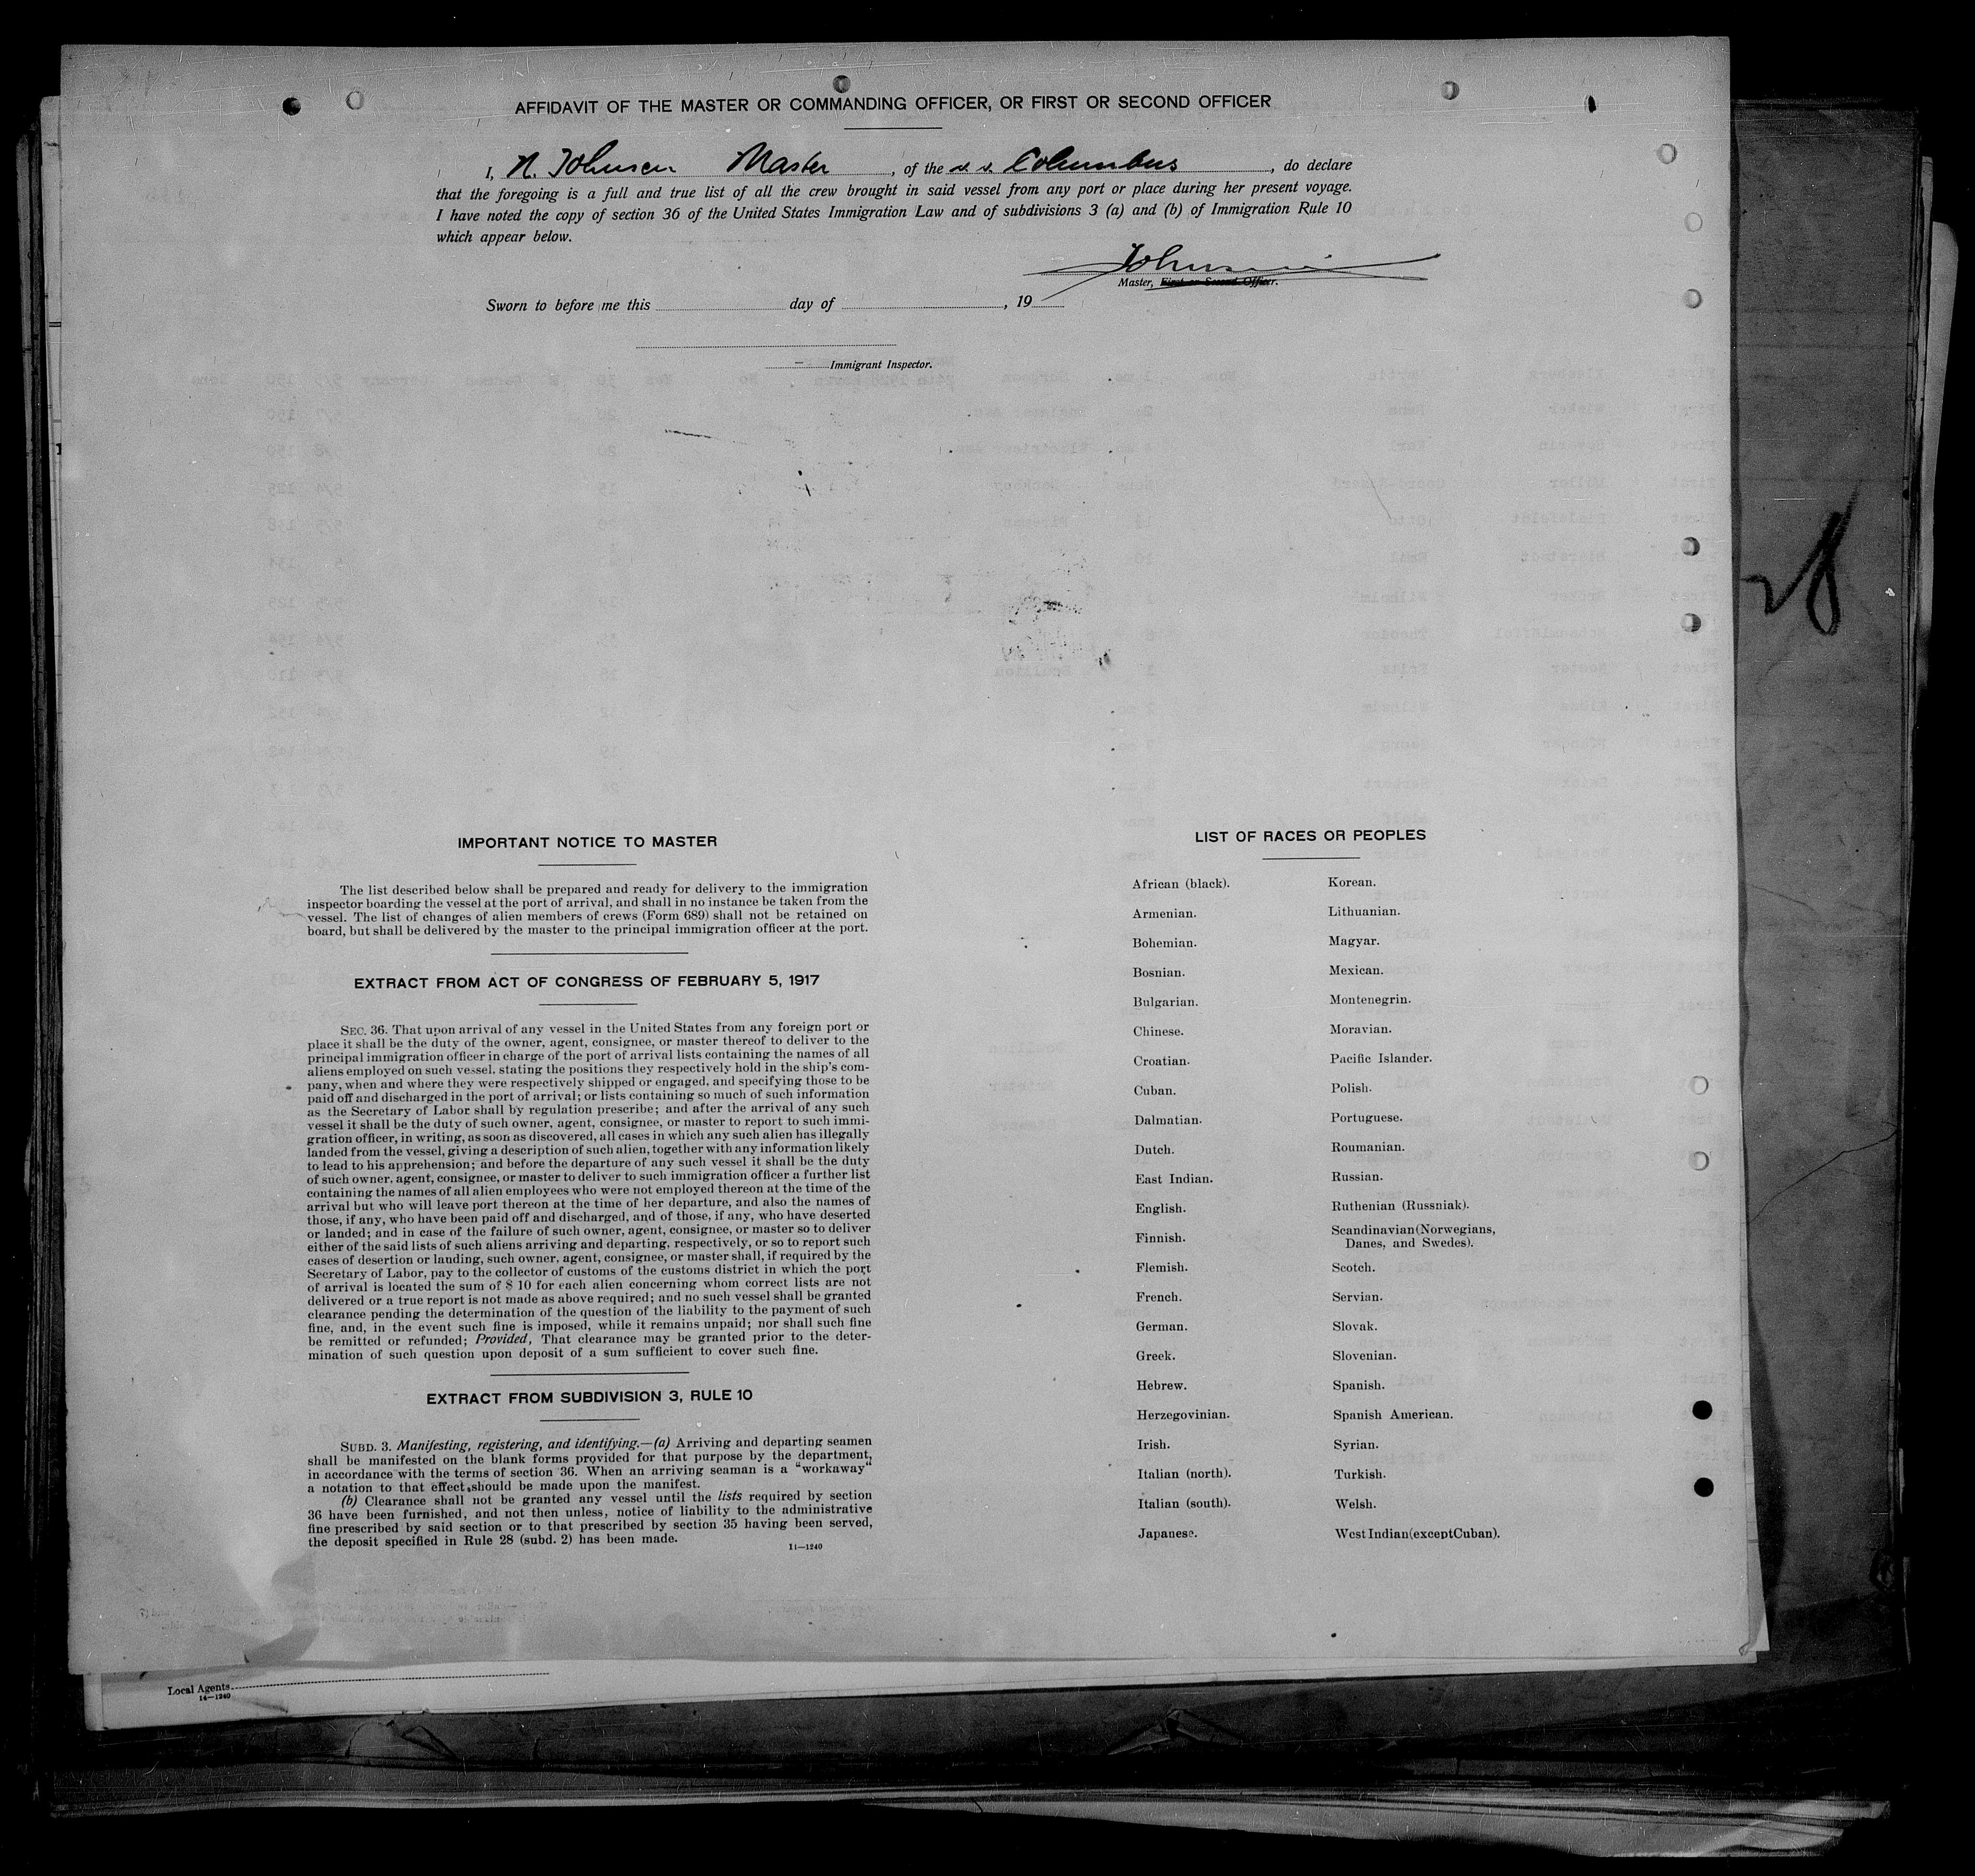 AFFIDAVIT OF THE MASTER OR COMMANDING OFFICER, OR FIRST OR SECOND OFFICER
I, N. Johnsen Master, of the s. s. Columbus, do declare
that the foregoing is a full and true list of all the crew brought in said vessel from any port or place during her present voyage.
I have noted the copy of section 36 of the United States Immigration Law and of subdivisions 3 (a) and (b) of Immigration Rule 10
which appear below.
Johnsen
Master, First or Second Officer.
Sworn to before me this day of , 19
Immigrant Inspector.
IMPORTANT NOTICE TO MASTER
The list described below shall be prepared and ready for delivery to the immigration
inspector boarding the vessel at the port of arrival, and shall in no instance be taken from the
vessel. The list of changes of alien members of crews (Form 689) shall not be retained on
board, but shall be delivered by the master to the principal immigration officer at the port.
EXTRACT FROM ACT OF CONGRESS OF FEBRUARY 5, 1917
SEC. 36. That upon arrival of any vessel in the United States from any foreign port or
place it shall be the duty of the owner, agent, consignee, or master thereof to deliver to the
principal immigration officer in charge of the port of arrival lists containing the names of all
aliens employed on such vessel, stating the positions they respectively hold in the ship's com-
pany, when and where they were respectively shipped or engaged, and specifying those to be
paid off and discharged in the port of arrival; or lists containing so much of such information
as the Secretary of Labor shall by regulation prescribe; and after the arrival of any such
vessel it shall be the duty of such owner, agent, consignee, or master to report to such immi-
gration officer, in writing, as soon as discovered, all cases in which any such alien has illegally
landed from the vessel, giving a description of such alien, together with any information likely
to lead to his apprehension; and before the departure of any such vessel it shall be the duty
of such owner, agent, consignee, or master to deliver to such immigration officer a further list
containing the names of all alien employees who were not employed thereon at the time of the
arrival but who will leave port thereon at the time of her departure, and also the names of
those, if any, who have been paid off and discharged, and of those, if any, who have deserted
or landed; and in case of the failure of such owner, agent, consignee, or master so to deliver
either of the said lists of such aliens arriving and departing, respectively, or so to report such
cases of desertion or landing, such owner, agent, consignee, or master shall, if required by the
Secretary of Labor, pay to the collector of customs of the customs district in which the port
of arrival is located the sum of $ 10 for each alien concerning whom correct lists are not
delivered or a true report is not made as above required; and no such vessel shall be granted
clearance pending the determination of the question of the liability to the payment of such
fine, and, in the event such fine is imposed, while it remains unpaid; nor shall such fine
be remitted or refunded; Provided, That clearance may be granted prior to the deter-
mination of such question upon deposit of a sum sufficient to cover such fine.
EXTRACT FROM SUBDIVISION 3, RULE 10
SUBD. 3. Manifesting, registering, and identifying.—(a) Arriving and departing seamen
shall be manifested on the blank forms provided for that purpose by the department,
in accordance with the terms of section 36. When an arriving seaman is a "workaway"
a notation to that effect should be made upon the manifest.
(b) Clearance shall not be granted any vessel until the lists required by section
36 have been furnished, and not then unless, notice of liability to the administrative
fine prescribed by said section or to that prescribed by section 35 having been served,
the deposit specified in Rule 28 (subd. 2) has been made.
14—1240
LIST OF RACES OR PEOPLES
African (black).
Armenian.
Bohemian.
Bosnian.
Bulgarian.
Chinese.
Croatian.
Cuban.
Dalmatian.
Dutch.
East Indian.
English.
Finnish.
Flemish.
French.
German.
Greek.
Hebrew.
Herzegovinian.
Irish.
Italian (north).
Italian (south).
Japanese.
Korean.
Lithuanian.
Magyar.
Mexican.
Montenegrin.
Moravian.
Pacific Islander.
Polish.
Portuguese.
Roumanian.
Russian.
Ruthenian (Russniak).
Scandinavian (Norwegians,
Danes, and Swedes).
Scotch.
Servian.
Slovak.
Slovenian.
Spanish.
Spanish American.
Syrian.
Turkish.
Welsh.
West Indian (except Cuban).
Local Agents
14—1240